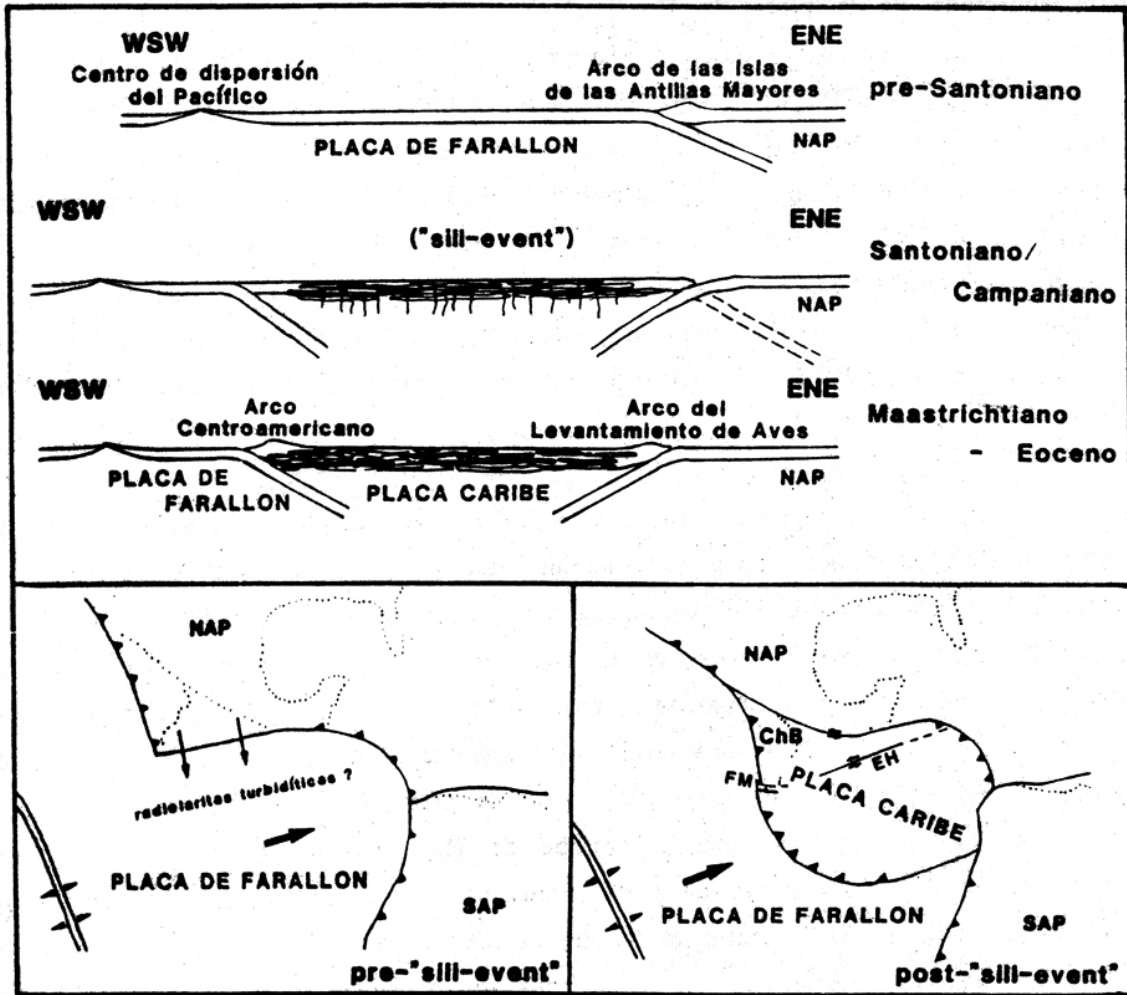 WSW
ENE
Centro de dispersión
del Pacífico
Arco de las Islas
de las Antillas Mayores
pre-Santoniano
PLACA DE FARALLON
NAP
WSW
ENE
("sill-event")
Santoniano/
Campaniano
NAP
WSW
ENE
Arco
Centroamericano
Arco del
Levantamiento de Aves
Maastrichtiano
- Eoceno
PLACA DE
FARALLON
PLACA CARIBE
NAP
NAP
radiolaritas turbidíticas ?
PLACA DE FARALLON
SAP
pre-"sill-event"
NAP
ChB
EH
FM
PLACA CARIBE
PLACA DE FARALLON
SAP
post-"sill-event"